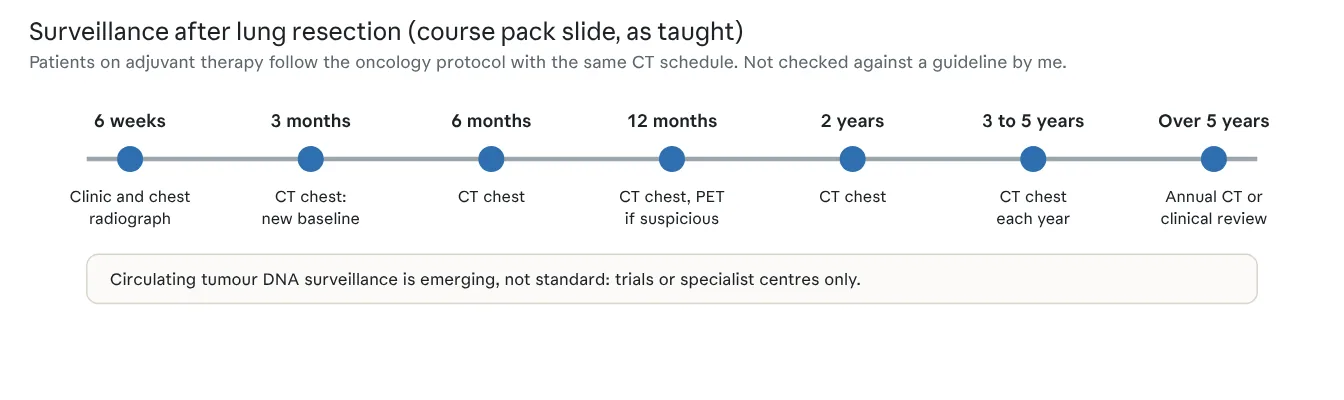 Surveillance after lung resection (course pack slide, as taught)
Patients on adjuvant therapy follow the oncology protocol with the same CT schedule. Not checked against a guideline by me.
6 weeks
Clinic and chest
radiograph
3 months
CT chest:
new baseline
6 months
CT chest
12 months
CT chest, PET
if suspicious
2 years
CT chest
3 to 5 years
CT chest
each year
Over 5 years
Annual CT or
clinical review
Circulating tumour DNA surveillance is emerging, not standard: trials or specialist centres only.